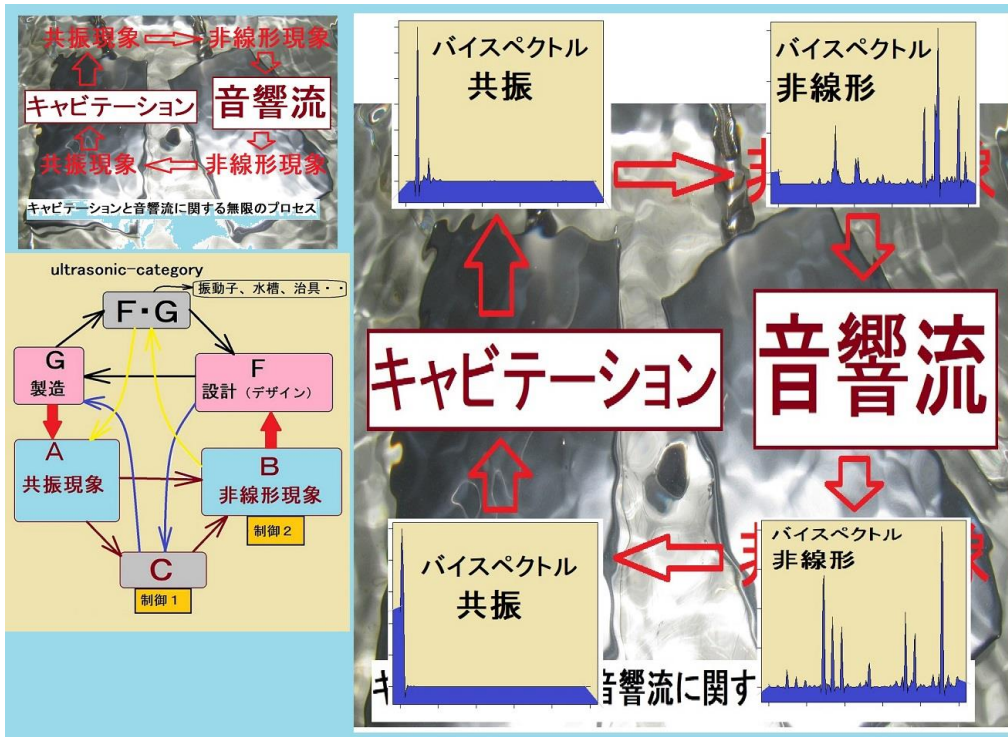 共振現象 非線形現象
キャビテーション 音響流
共振現象 非線形現象
キャビテーションと音響流に関する無限のプロセス
ultrasonic-category
振動子、水槽、治具・・
F・G
G
製造
F
設計(デザイン)
A
共振現象
B
非線形現象
制御2
C
制御1
バイスペクトル
共振
バイスペクトル
非線形
非
キャビテーション
音響流
バイスペクトル
共振
バイスペクトル
非線形
非
キ
音響流に関す